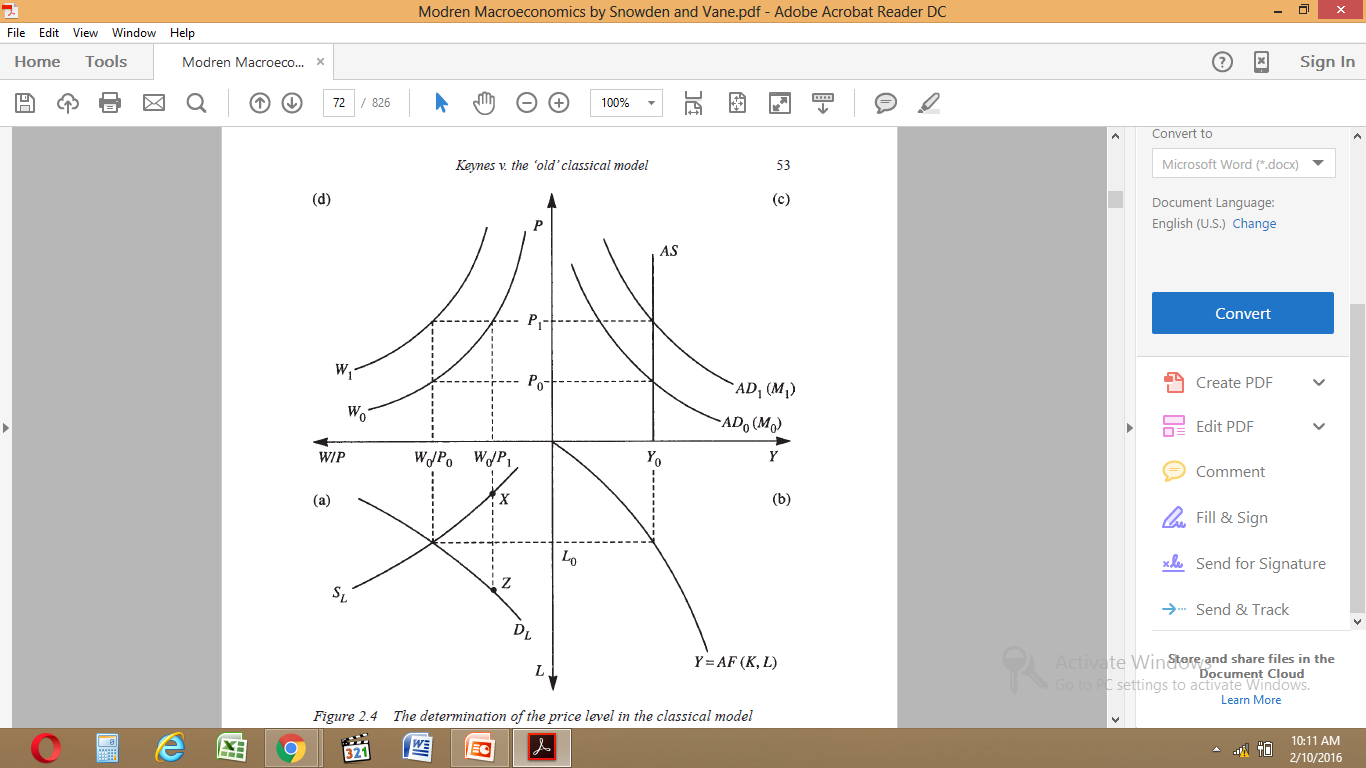 Modren Macroeconomics by Snowden and Vane.pdf - Adobe Acrobat Reader DC
File Edit View Window Help
Home Tools Modren Macroeco... × ? Sign In
72 / 826 100%
Keynes v. the ‘old’ classical model 53
(d) (c)
P
AS
P₁
W₁
P₀
AD₁ (M₁)
W₀
AD₀ (M₀)
W/P W₀/P₀ W₀/P₁ Y₀ Y
(a) X (b)
L₀
Z
S_L
D_L
L Y = AF (K, L)
Figure 2.4 The determination of the price level in the classical model
Convert to
Microsoft Word (*.docx)
Document Language:
English (U.S.) Change
Convert
Create PDF
Edit PDF
Comment
Fill & Sign
Send for Signature
Send & Track
Store and share files in the
Document Cloud
Learn More
Activate Windows
Go to PC settings to activate Windows.
321
10:11 AM
2/10/2016